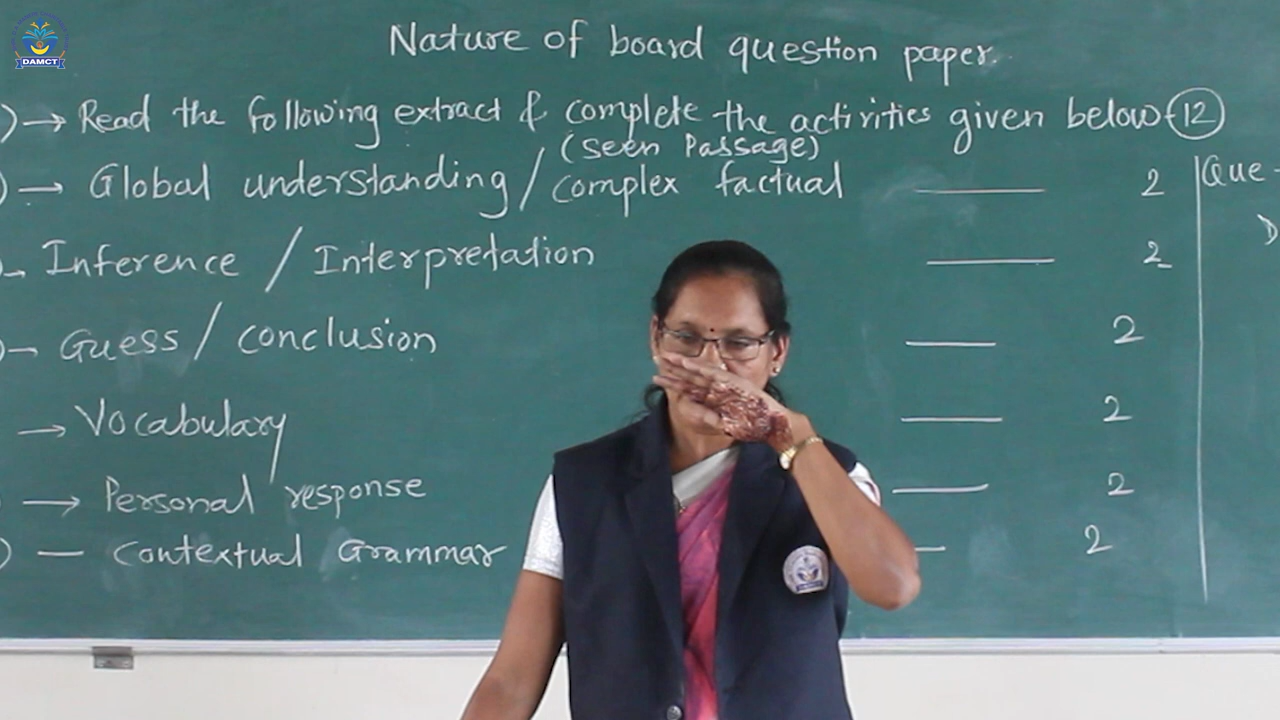 DAMCT
Nature of board question paper.
) → Read the following extract & complete the activities given below - 12
(seen Passage)
) — Global understanding / complex factual —— 2
Que -
- Inference / Interpretation —— 2
) - Guess / conclusion — 2
→ Vocabulary — 2
→ Personal response — 2
) — Contextual Grammar — 2